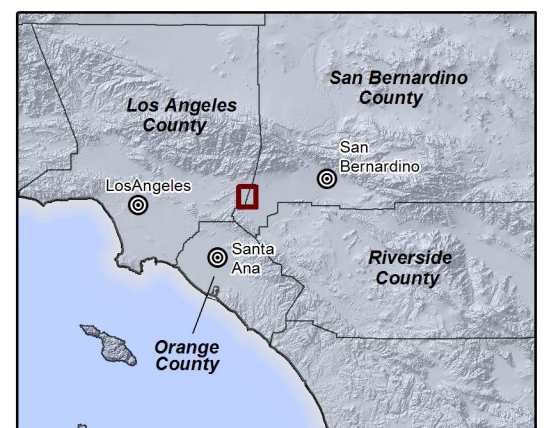 San Bernardino
County
Los Angeles
County
San
Bernardino
LosAngeles
Santa
Ana
Riverside
County
Orange
County